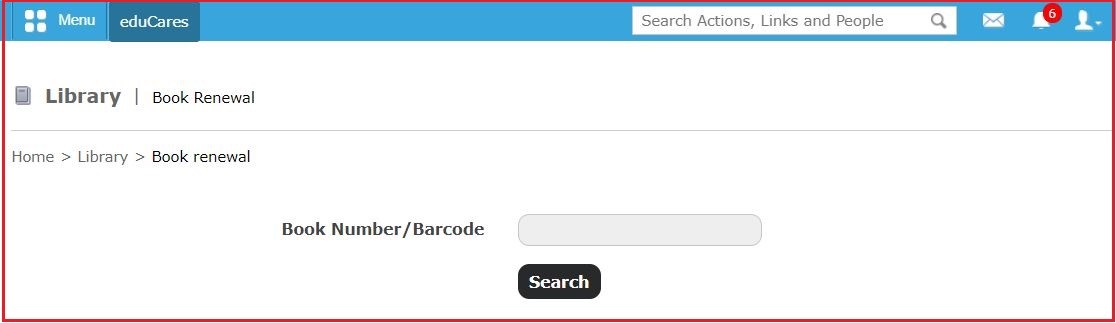 Menu eduCares Search Actions, Links and People 6
Library | Book Renewal
Home > Library > Book renewal
Book Number/Barcode
Search